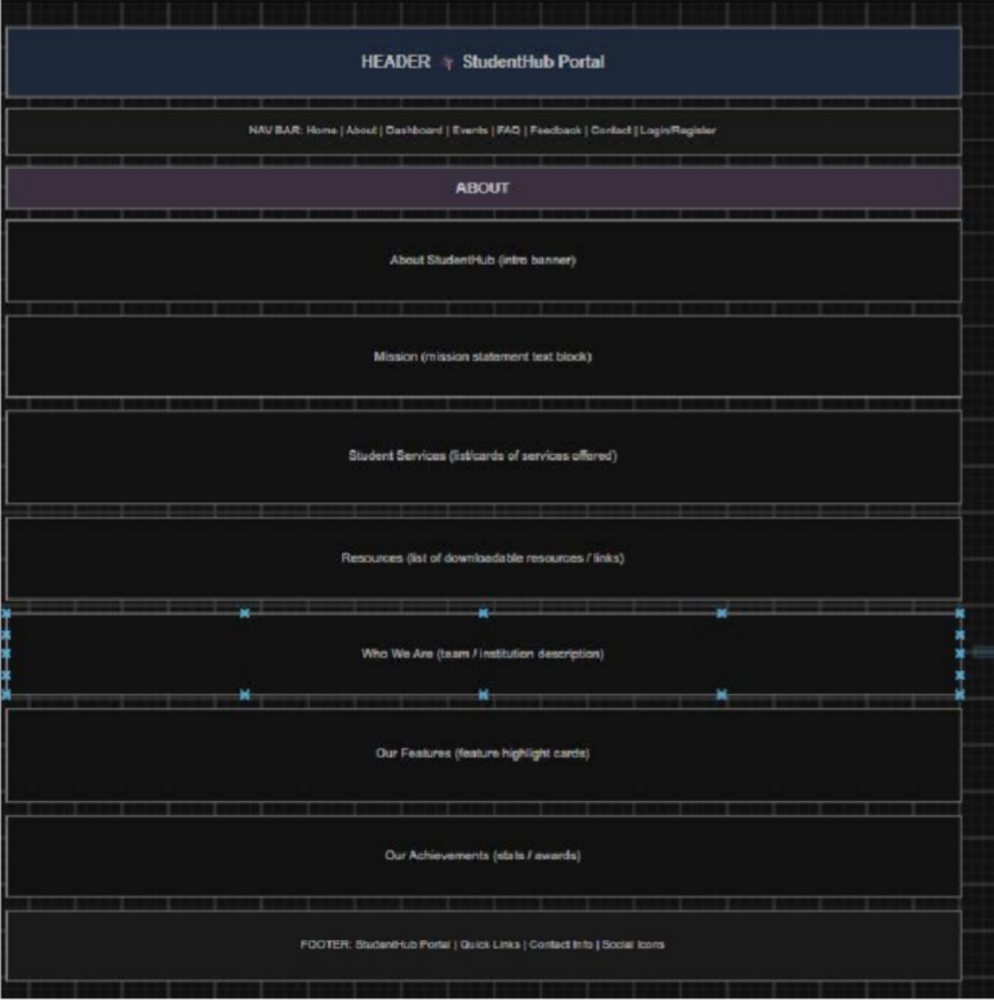 HEADER StudentHub Portal
NAV BAR: Home | About | Dashboard | Events | FAQ | Feedback | Contact | Login/Register
ABOUT
About StudentHub (intro banner)
Mission (mission statement text block)
Student Services (list/cards of services offered)
Resources (list of downloadable resources / links)
Who We Are (team / institution description)
Our Features (feature highlight cards)
Our Achievements (stats / awards)
FOOTER: StudentHub Portal | Quick Links | Contact Info | Social Icons